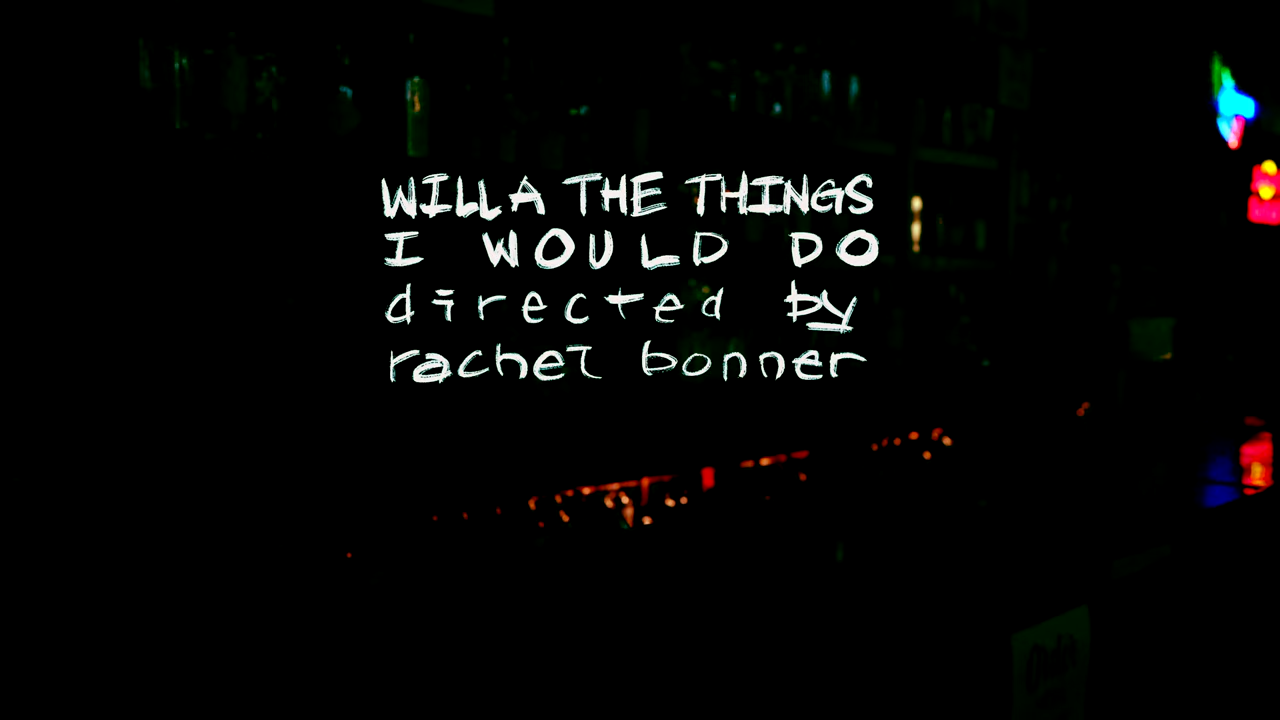 WILLA THE THINGS
I WOULD DO
directed by
rachel bonner